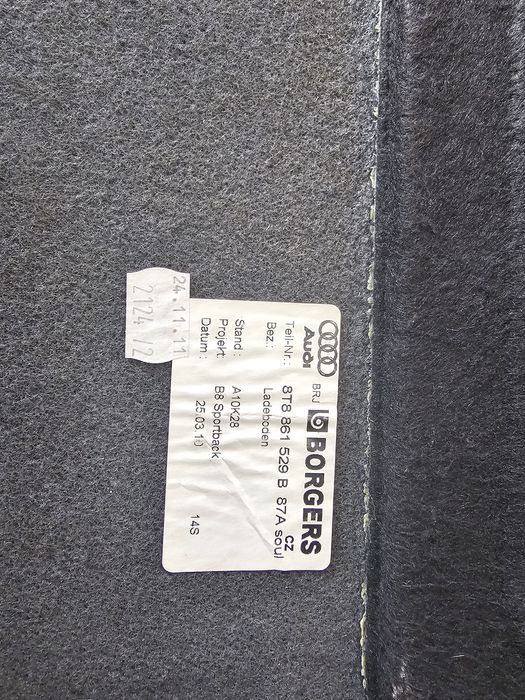 Audi BRJ BORGERS
CZ
Teil-Nr.: 8T8 861 529 B 87A soul
Bez.: Ladeboden
Stand : A10K28
Projekt: B8 Sportback
Datum : 25.03.10
14S
24.11.11
2124 /2